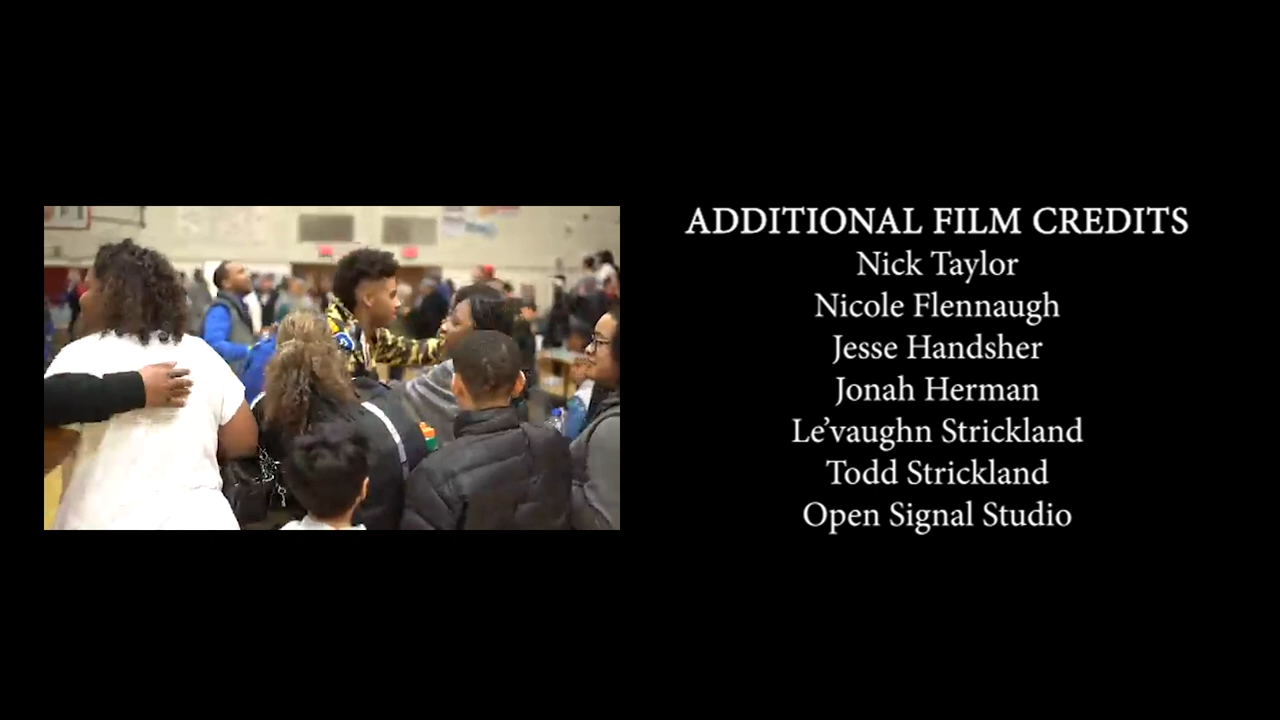 ADDITIONAL FILM CREDITS
Nick Taylor
Nicole Flennaugh
Jesse Handsher
Jonah Herman
Le’vaughn Strickland
Todd Strickland
Open Signal Studio